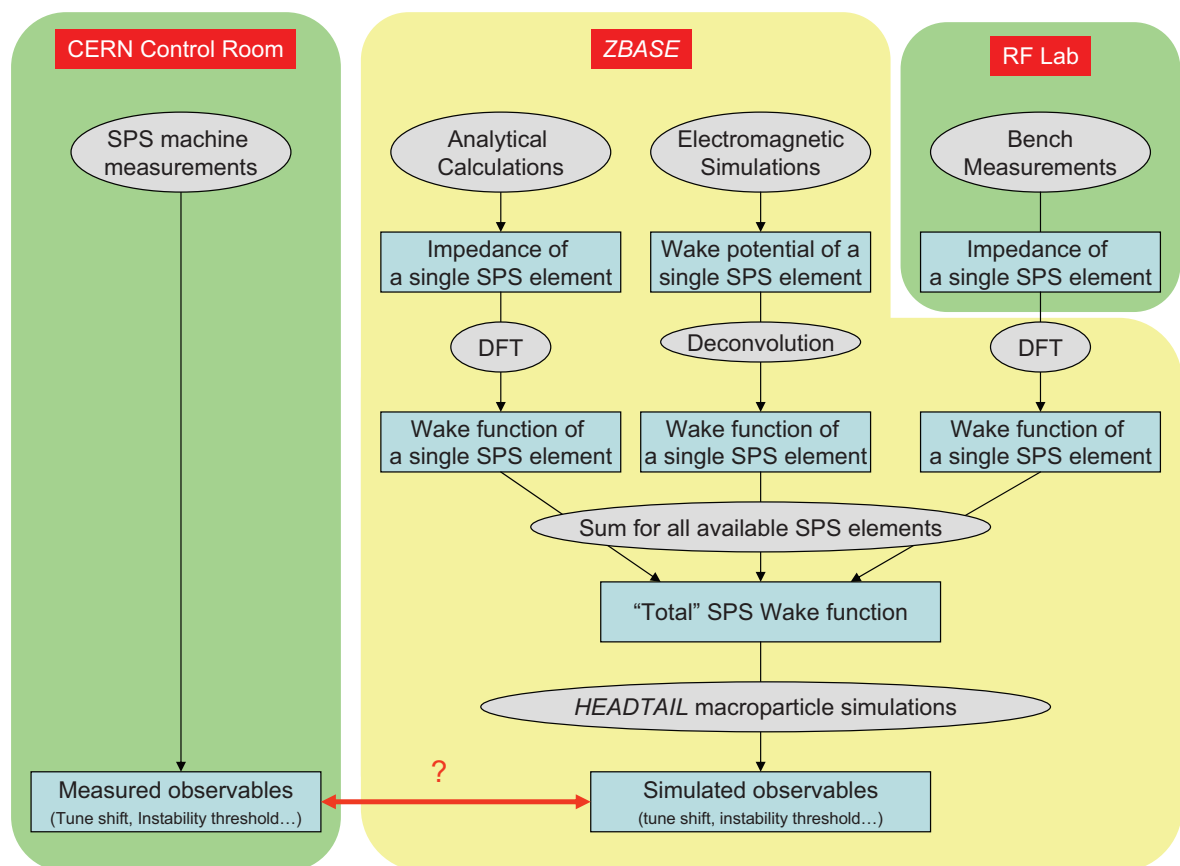 CERN Control Room
SPS machine
measurements
Measured observables
(Tune shift, Instability threshold…)
?
ZBASE
Analytical
Calculations
Impedance of
a single SPS element
DFT
Wake function of
a single SPS element
Electromagnetic
Simulations
Wake potential of a
single SPS element
Deconvolution
Wake function of
a single SPS element
RF Lab
Bench
Measurements
Impedance of
a single SPS element
DFT
Wake function of
a single SPS element
Sum for all available SPS elements
“Total” SPS Wake function
HEADTAIL macroparticle simulations
Simulated observables
(tune shift, instability threshold…)